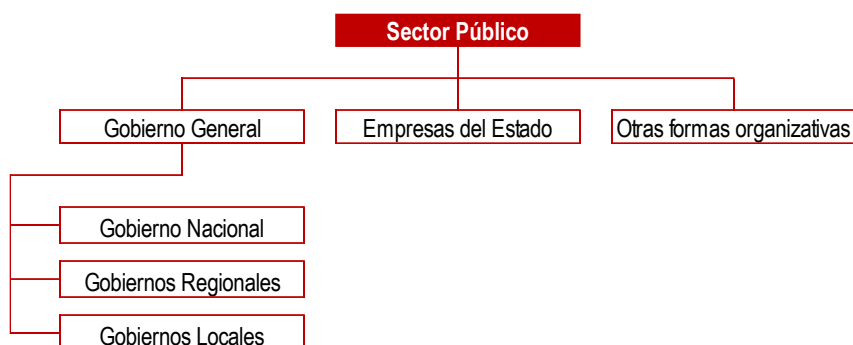 Sector Público
Gobierno General
Empresas del Estado
Otras formas organizativas
Gobierno Nacional
Gobiernos Regionales
Gobiernos Locales